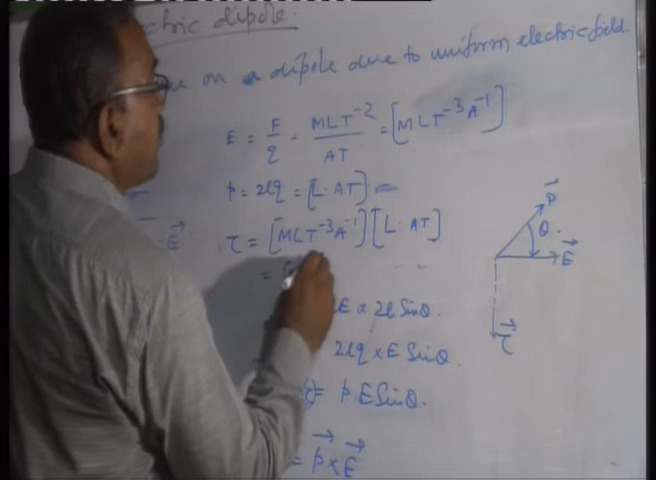 tric dipole.
on a dipole due to uniform electric field.
E = F/q = MLT⁻²/AT = [MLT⁻³A⁻¹]
p = 2lq = [L·AT] =
τ = [MLT⁻³A⁻¹][L·AT]
= [
E⃗
P⃗
θ
E⃗
τ⃗
E × 2l Sinθ.
2lq × E Sinθ.
= p E Sinθ.
= p⃗ × E⃗